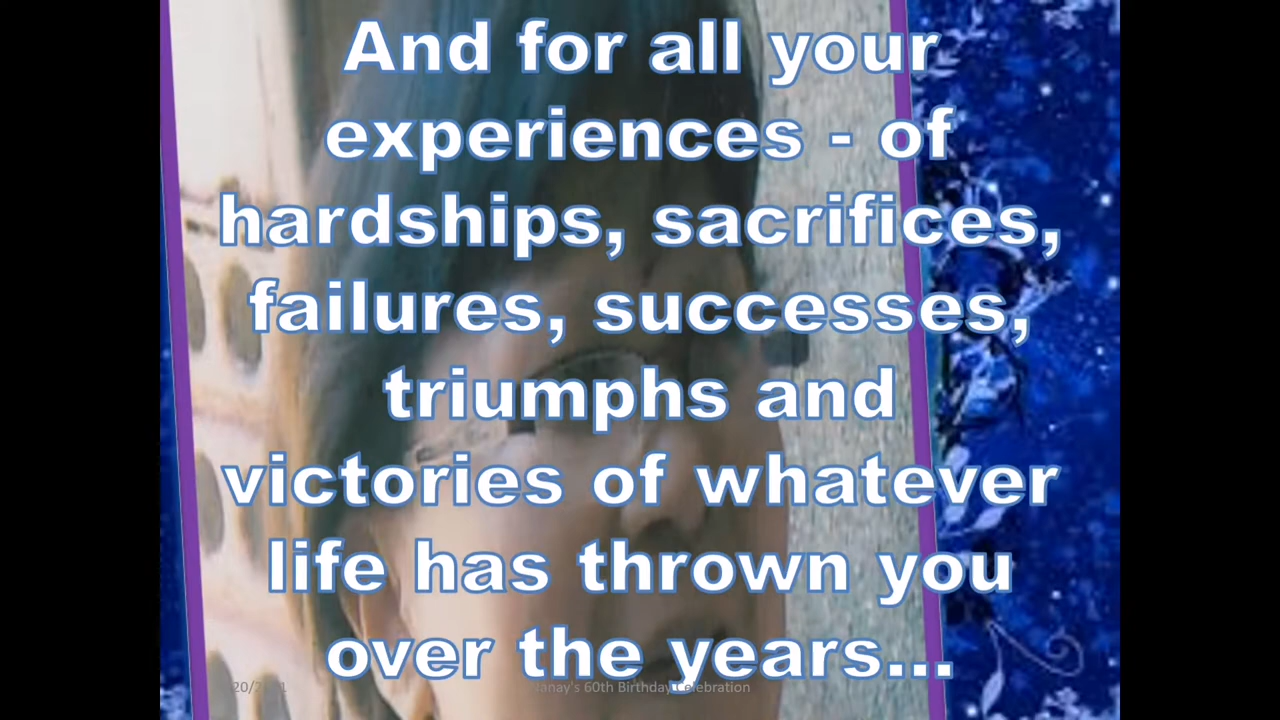 And for all your
experiences - of
hardships, sacrifices,
failures, successes,
triumphs and
victories of whatever
life has thrown you
over the years...
60th Birthday Celebration